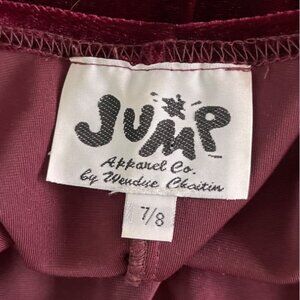 JUMP
Apparel Co.
by Wendye Chaitin
7/8